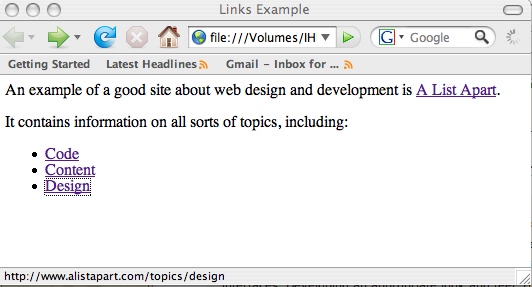 Links Example
file:///Volumes/IH
Google
Getting Started Latest Headlines Gmail - Inbox for ...
An example of a good site about web design and development is A List Apart.
It contains information on all sorts of topics, including:
Code
Content
Design
http://www.alistapart.com/topics/design